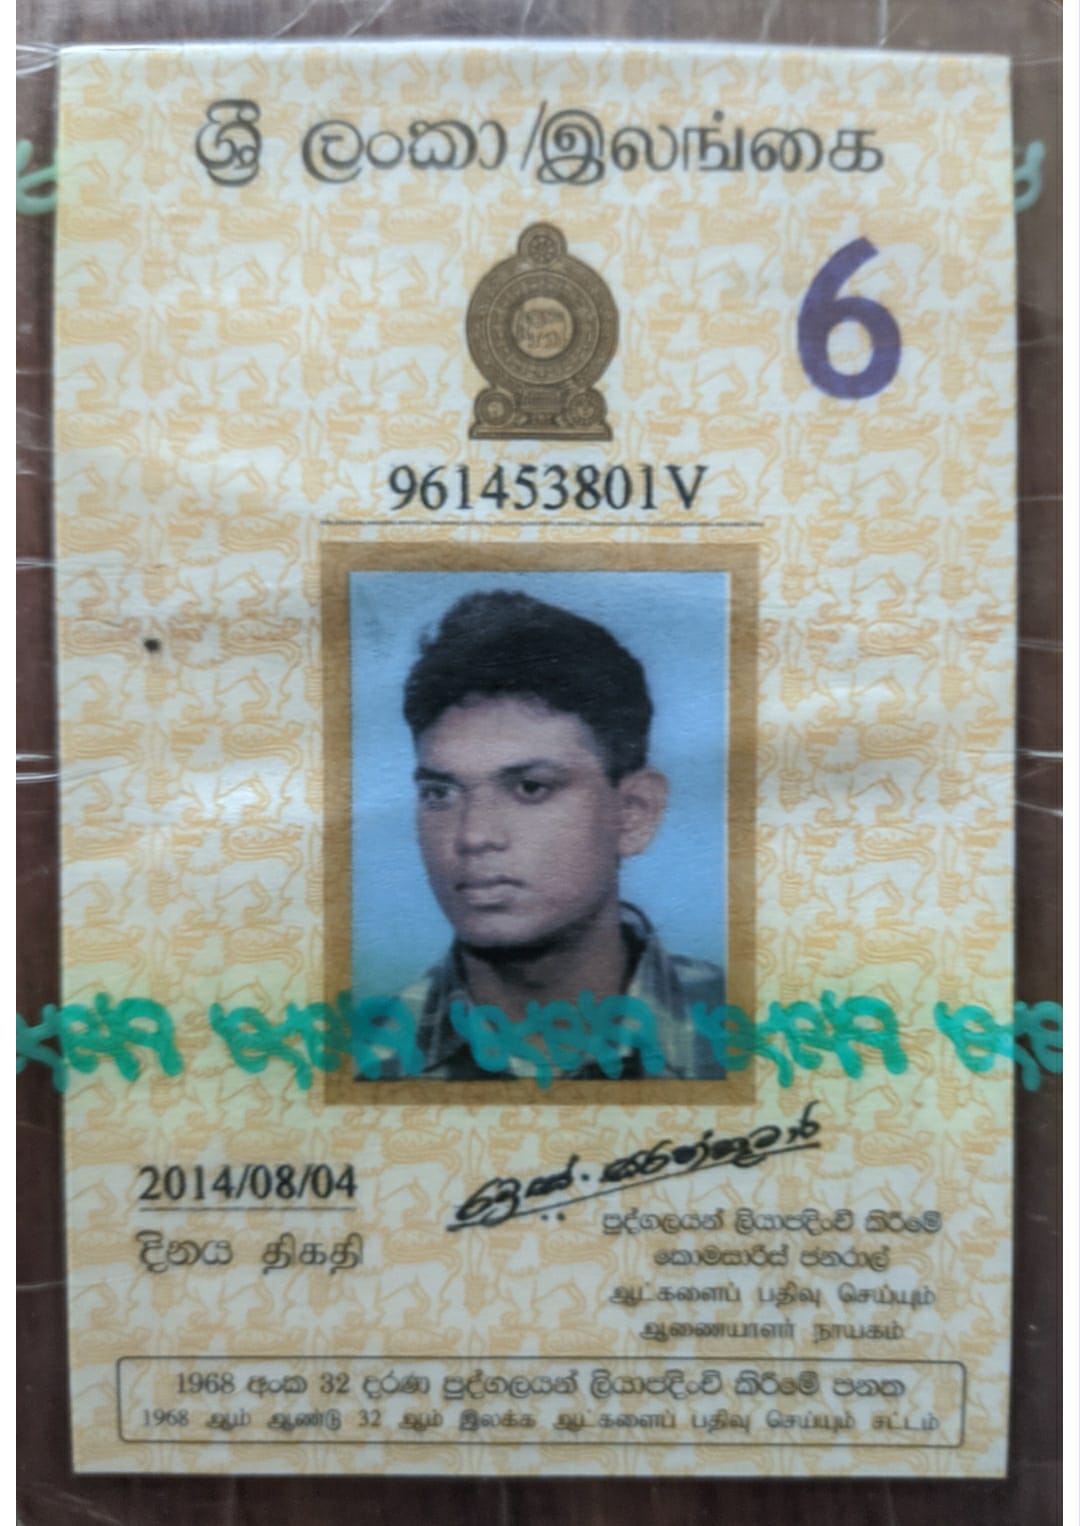 ශ්‍රී ලංකා/இலங்கை
6
961453801V
2014/08/04
දිනය திகதி
පුද්ගලයන් ලියාපදිංචි කිරීමේ
කොමසාරිස් ජනරාල්
ஆட்களைப் பதிவு செய்யும்
ஆணையாளர் நாயகம்
1968 අංක 32 දරණ පුද්ගලයන් ලියාපදිංචි කිරීමේ පනත
1968 ஆம் ஆண்டு 32 ஆம் இலக்க ஆட்களைப் பதிவு செய்யும் சட்டம்